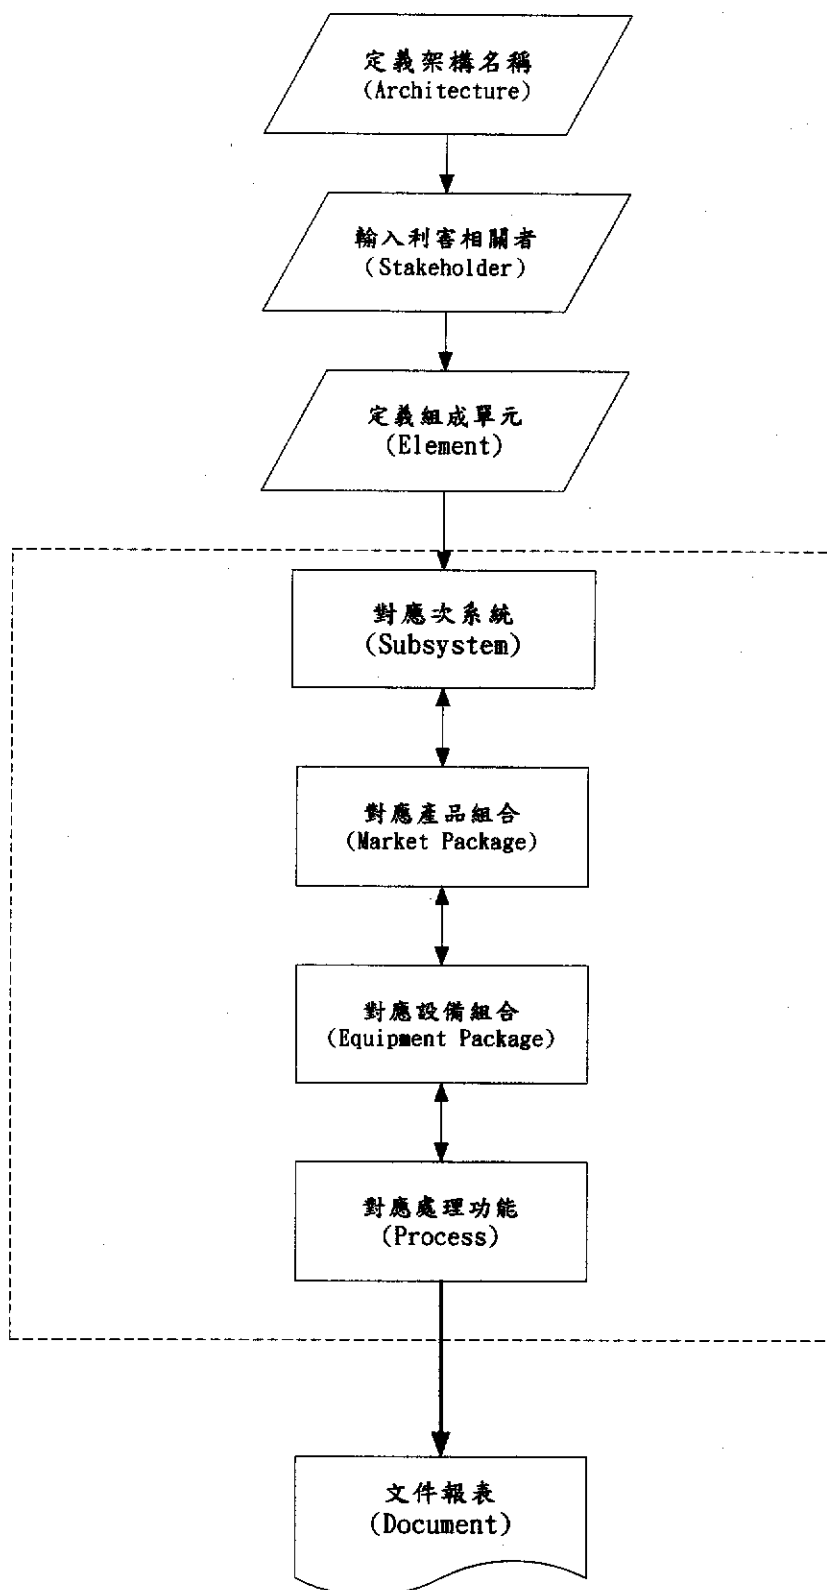 定義架構名稱
(Architecture)
輸入利害相關者
(Stakeholder)
定義組成單元
(Element)
對應次系統
(Subsystem)
對應產品組合
(Market Package)
對應設備組合
(Equipment Package)
對應處理功能
(Process)
文件報表
(Document)